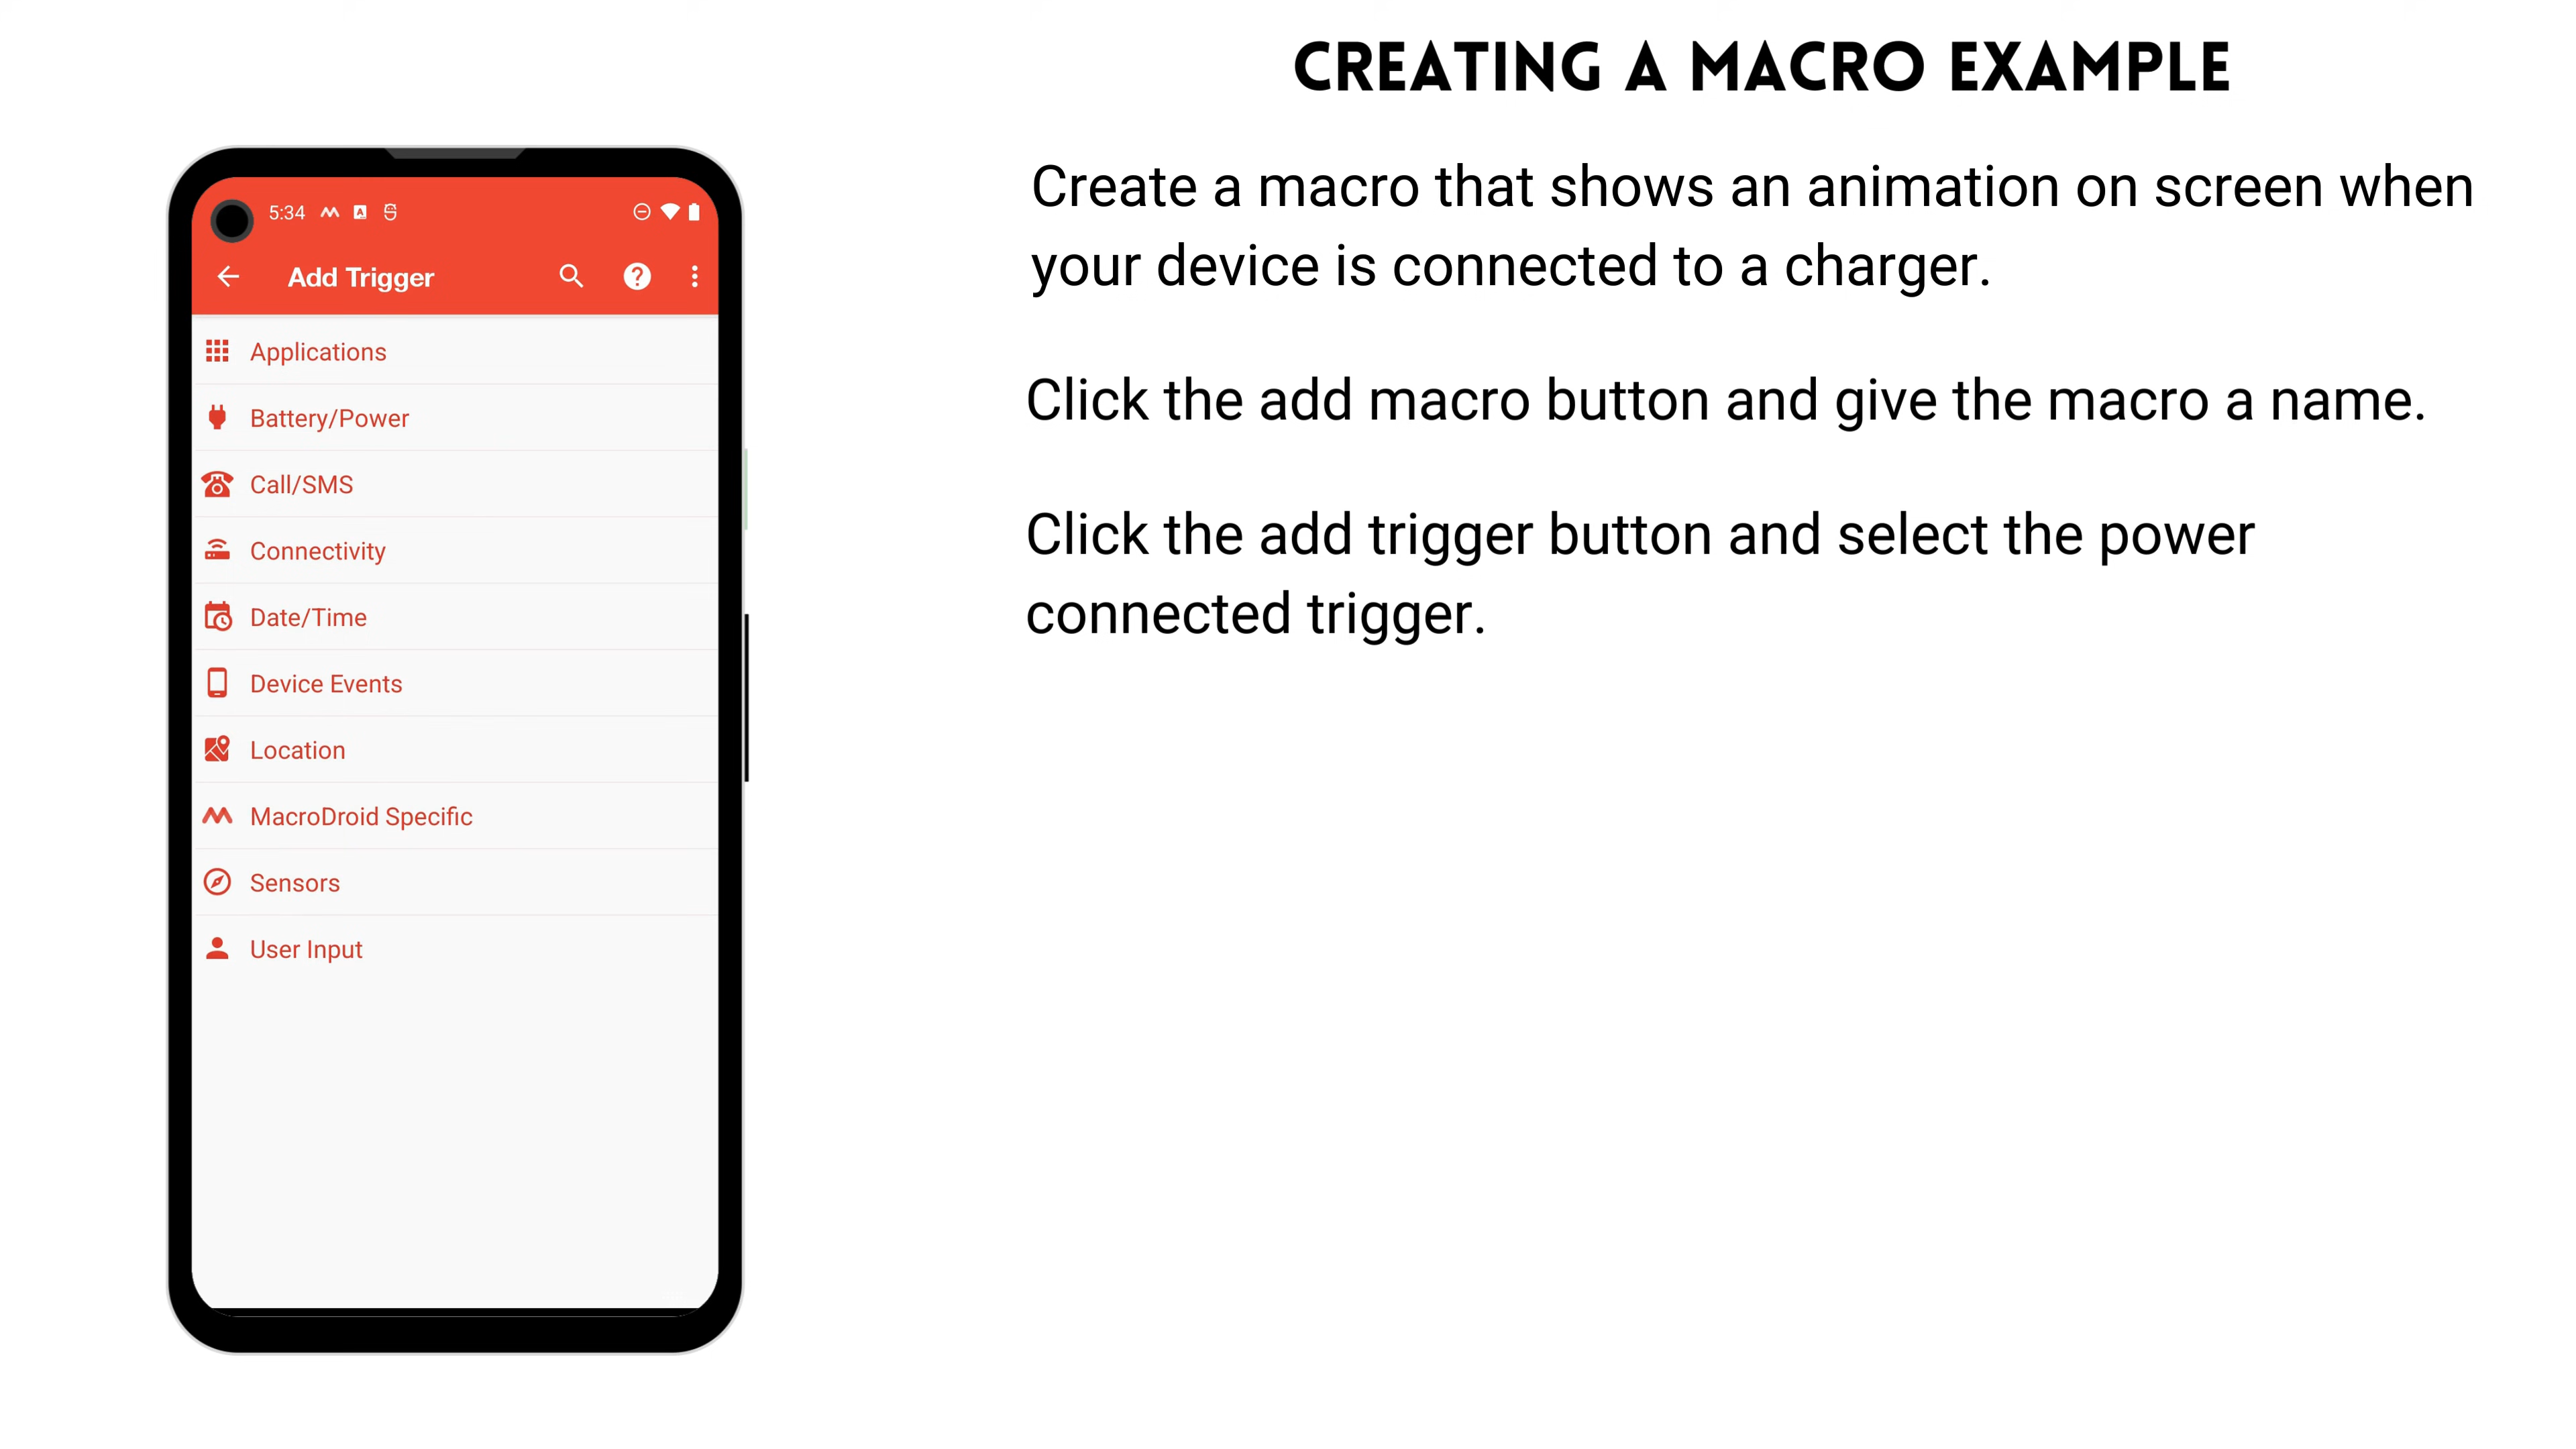 CREATING A MACRO EXAMPLE
Create a macro that shows an animation on screen when
your device is connected to a charger.
Click the add macro button and give the macro a name.
Click the add trigger button and select the power
connected trigger.
5:34
Add Trigger
Applications
Battery/Power
Call/SMS
Connectivity
Date/Time
Device Events
Location
MacroDroid Specific
Sensors
User Input